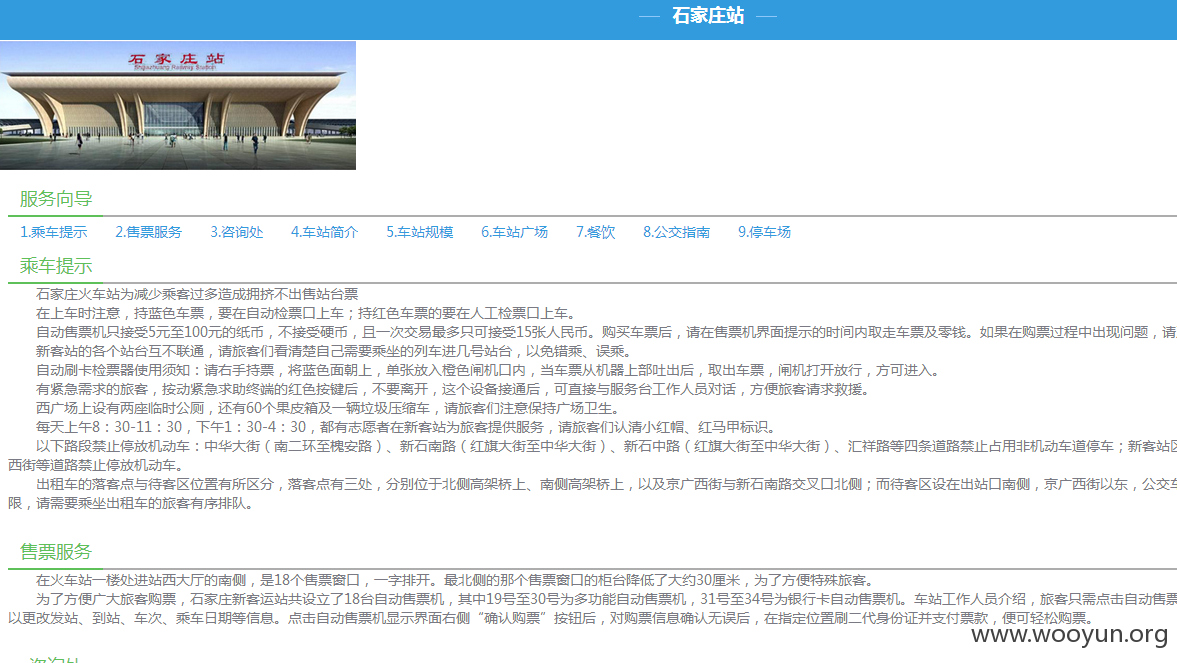 石家庄站
石家庄站
Shijiazhuang Railway Station
服务向导
1.乘车提示 2.售票服务 3.咨询处 4.车站简介 5.车站规模 6.车站广场 7.餐饮 8.公交指南 9.停车场
乘车提示
石家庄火车站为减少乘客过多造成拥挤不出售站台票
在上车时注意，持蓝色车票，要在自动检票口上车；持红色车票的要在人工检票口上车。
自动售票机只接受5元至100元的纸币，不接受硬币，且一次交易最多只可接受15张人民币。购买车票后，请在售票机界面提示的时间内取走车票及零钱。如果在购票过程中出现问题，请
新客站的各个站台互不联通，请旅客们看清楚自己需要乘坐的列车进几号站台，以免错乘、误乘。
自动刷卡检票器使用须知：请右手持票，将蓝色面朝上，单张放入橙色闸机口内，当车票从机器上部吐出后，取出车票，闸机打开放行，方可进入。
有紧急需求的旅客，按动紧急求助终端的红色按键后，不要离开，这个设备接通后，可直接与服务台工作人员对话，方便旅客请求救援。
西广场上设有两座临时公厕，还有60个果皮箱及一辆垃圾压缩车，请旅客们注意保持广场卫生。
每天上午8：30-11：30，下午1：30-4：30，都有志愿者在新客站为旅客提供服务，请旅客们认清小红帽、红马甲标识。
以下路段禁止停放机动车：中华大街（南二环至槐安路）、新石南路（红旗大街至中华大街）、新石中路（红旗大街至中华大街）、汇祥路等四条道路禁止占用非机动车道停车；新客站区
西街等道路禁止停放机动车。
出租车的落客点与待客区位置有所区分，落客点有三处，分别位于北侧高架桥上、南侧高架桥上，以及京广西街与新石南路交叉口北侧；而待客区设在出站口南侧，京广西街以东，公交车
限，请需要乘坐出租车的旅客有序排队。
售票服务
在火车站一楼处进站西大厅的南侧，是18个售票窗口，一字排开。最北侧的那个售票窗口的柜台降低了大约30厘米，为了方便特殊旅客。
为了方便广大旅客购票，石家庄新客运站共设立了18台自动售票机，其中19号至30号为多功能自动售票机，31号至34号为银行卡自动售票机。车站工作人员介绍，旅客只需点击自动售票
以更改发站、到站、车次、乘车日期等信息。点击自动售票机显示界面右侧“确认购票”按钮后，对购票信息确认无误后，在指定位置刷二代身份证并支付票款，便可轻松购票。
www.wooyun.org
咨询处